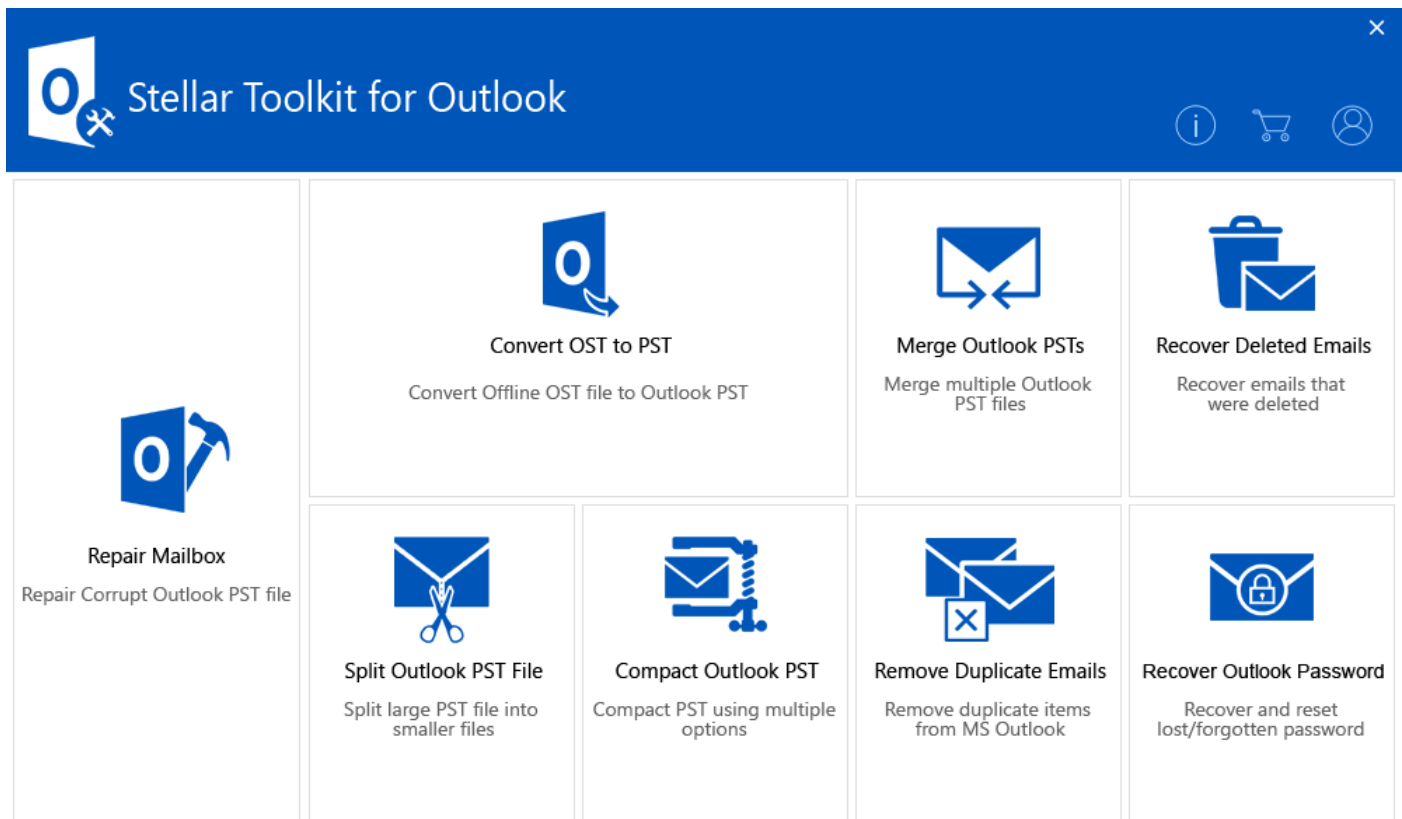 Stellar Toolkit for Outlook
Repair Mailbox
Repair Corrupt Outlook PST file
Convert OST to PST
Convert Offline OST file to Outlook PST
Merge Outlook PSTs
Merge multiple Outlook
PST files
Recover Deleted Emails
Recover emails that
were deleted
Split Outlook PST File
Split large PST file into
smaller files
Compact Outlook PST
Compact PST using multiple
options
Remove Duplicate Emails
Remove duplicate items
from MS Outlook
Recover Outlook Password
Recover and reset
lost/forgotten password